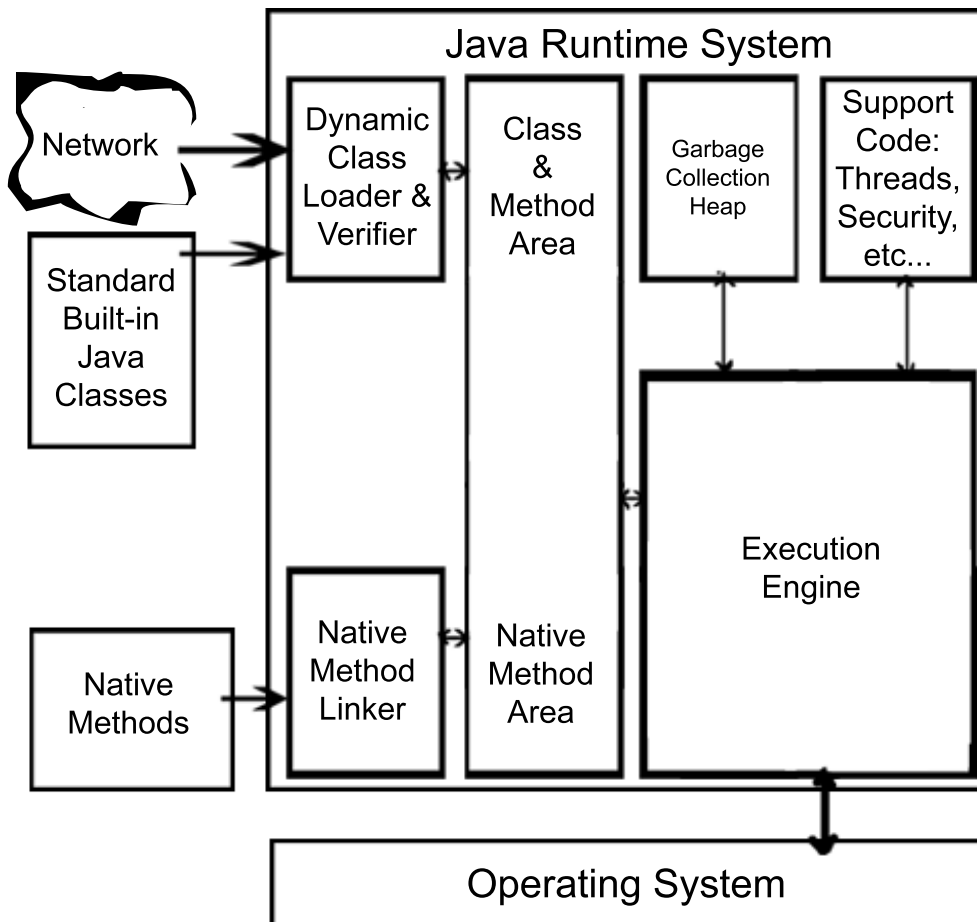 Java Runtime System
Network
Dynamic
Class
Loader &
Verifier
Class
&
Method
Area
Garbage
Collection
Heap
Support
Code:
Threads,
Security,
etc...
Standard
Built-in
Java
Classes
Execution
Engine
Native
Methods
Native
Method
Linker
Native
Method
Area
Operating System